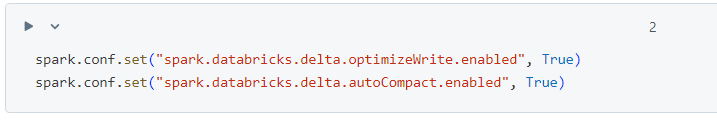 2
spark.conf.set("spark.databricks.delta.optimizeWrite.enabled", True)
spark.conf.set("spark.databricks.delta.autoCompact.enabled", True)